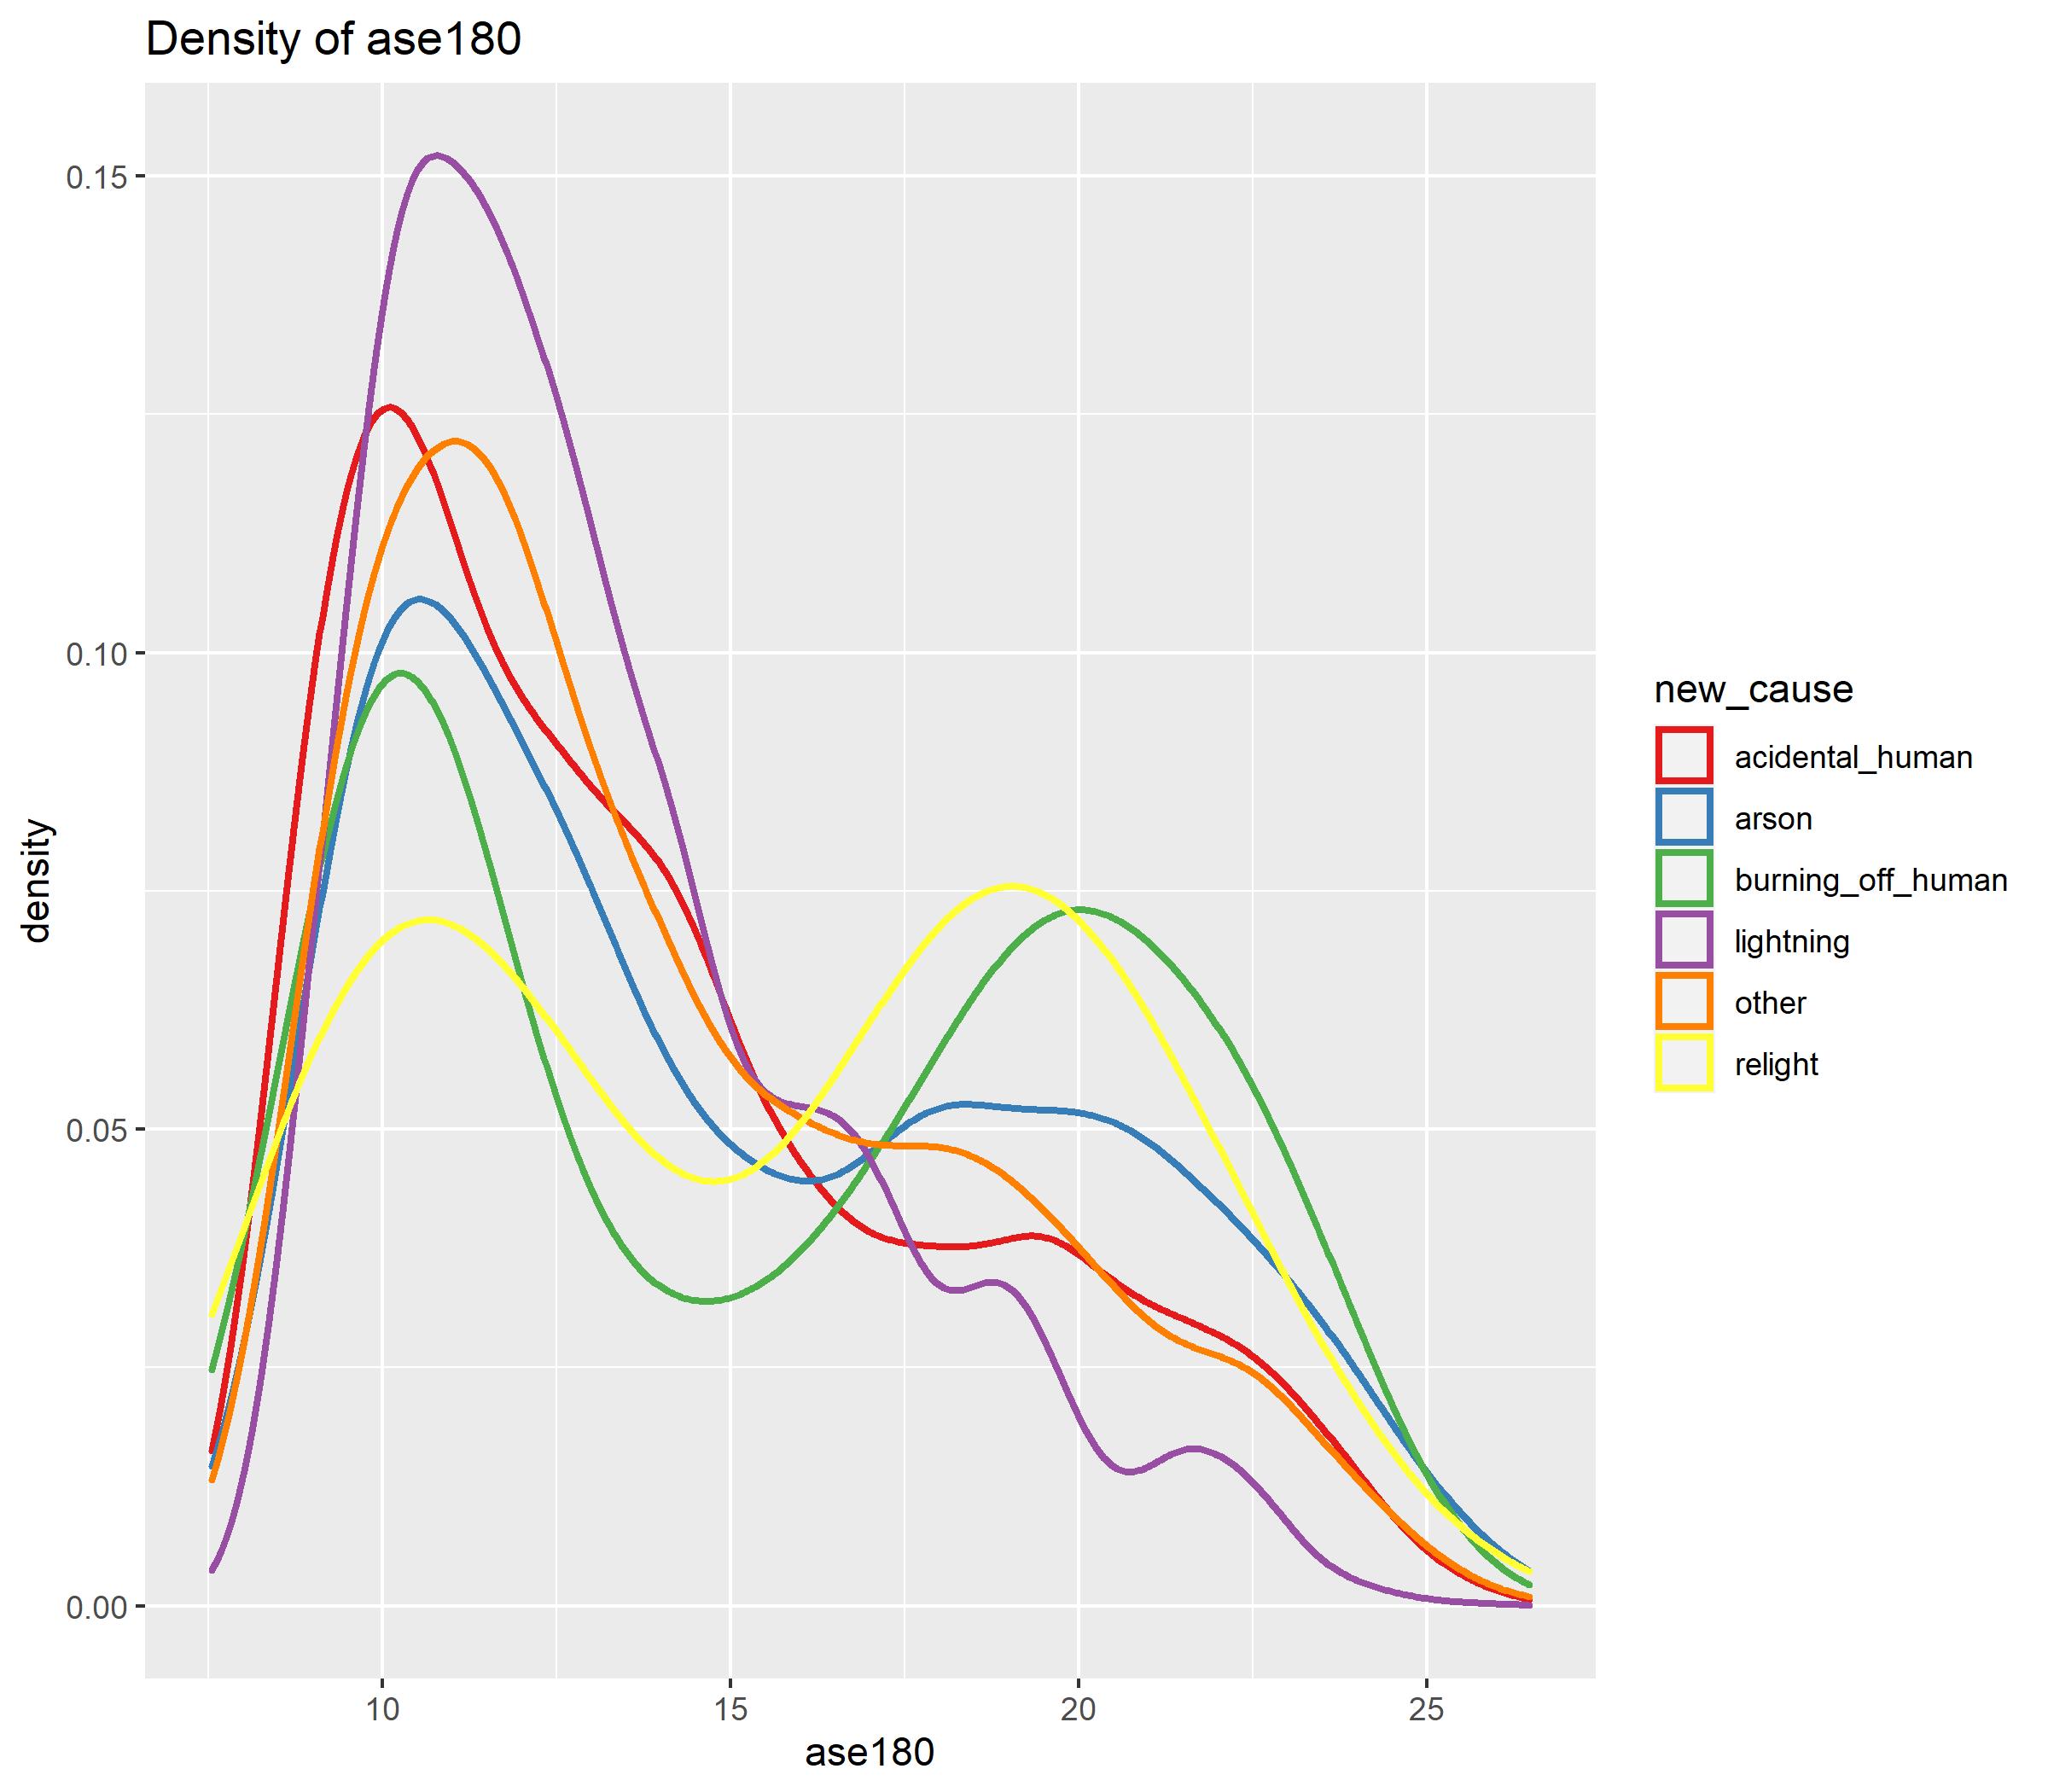 Density of ase180
0.15
0.10
0.05
0.00
density
10 15 20 25
ase180
new_cause
acidental_human
arson
burning_off_human
lightning
other
relight